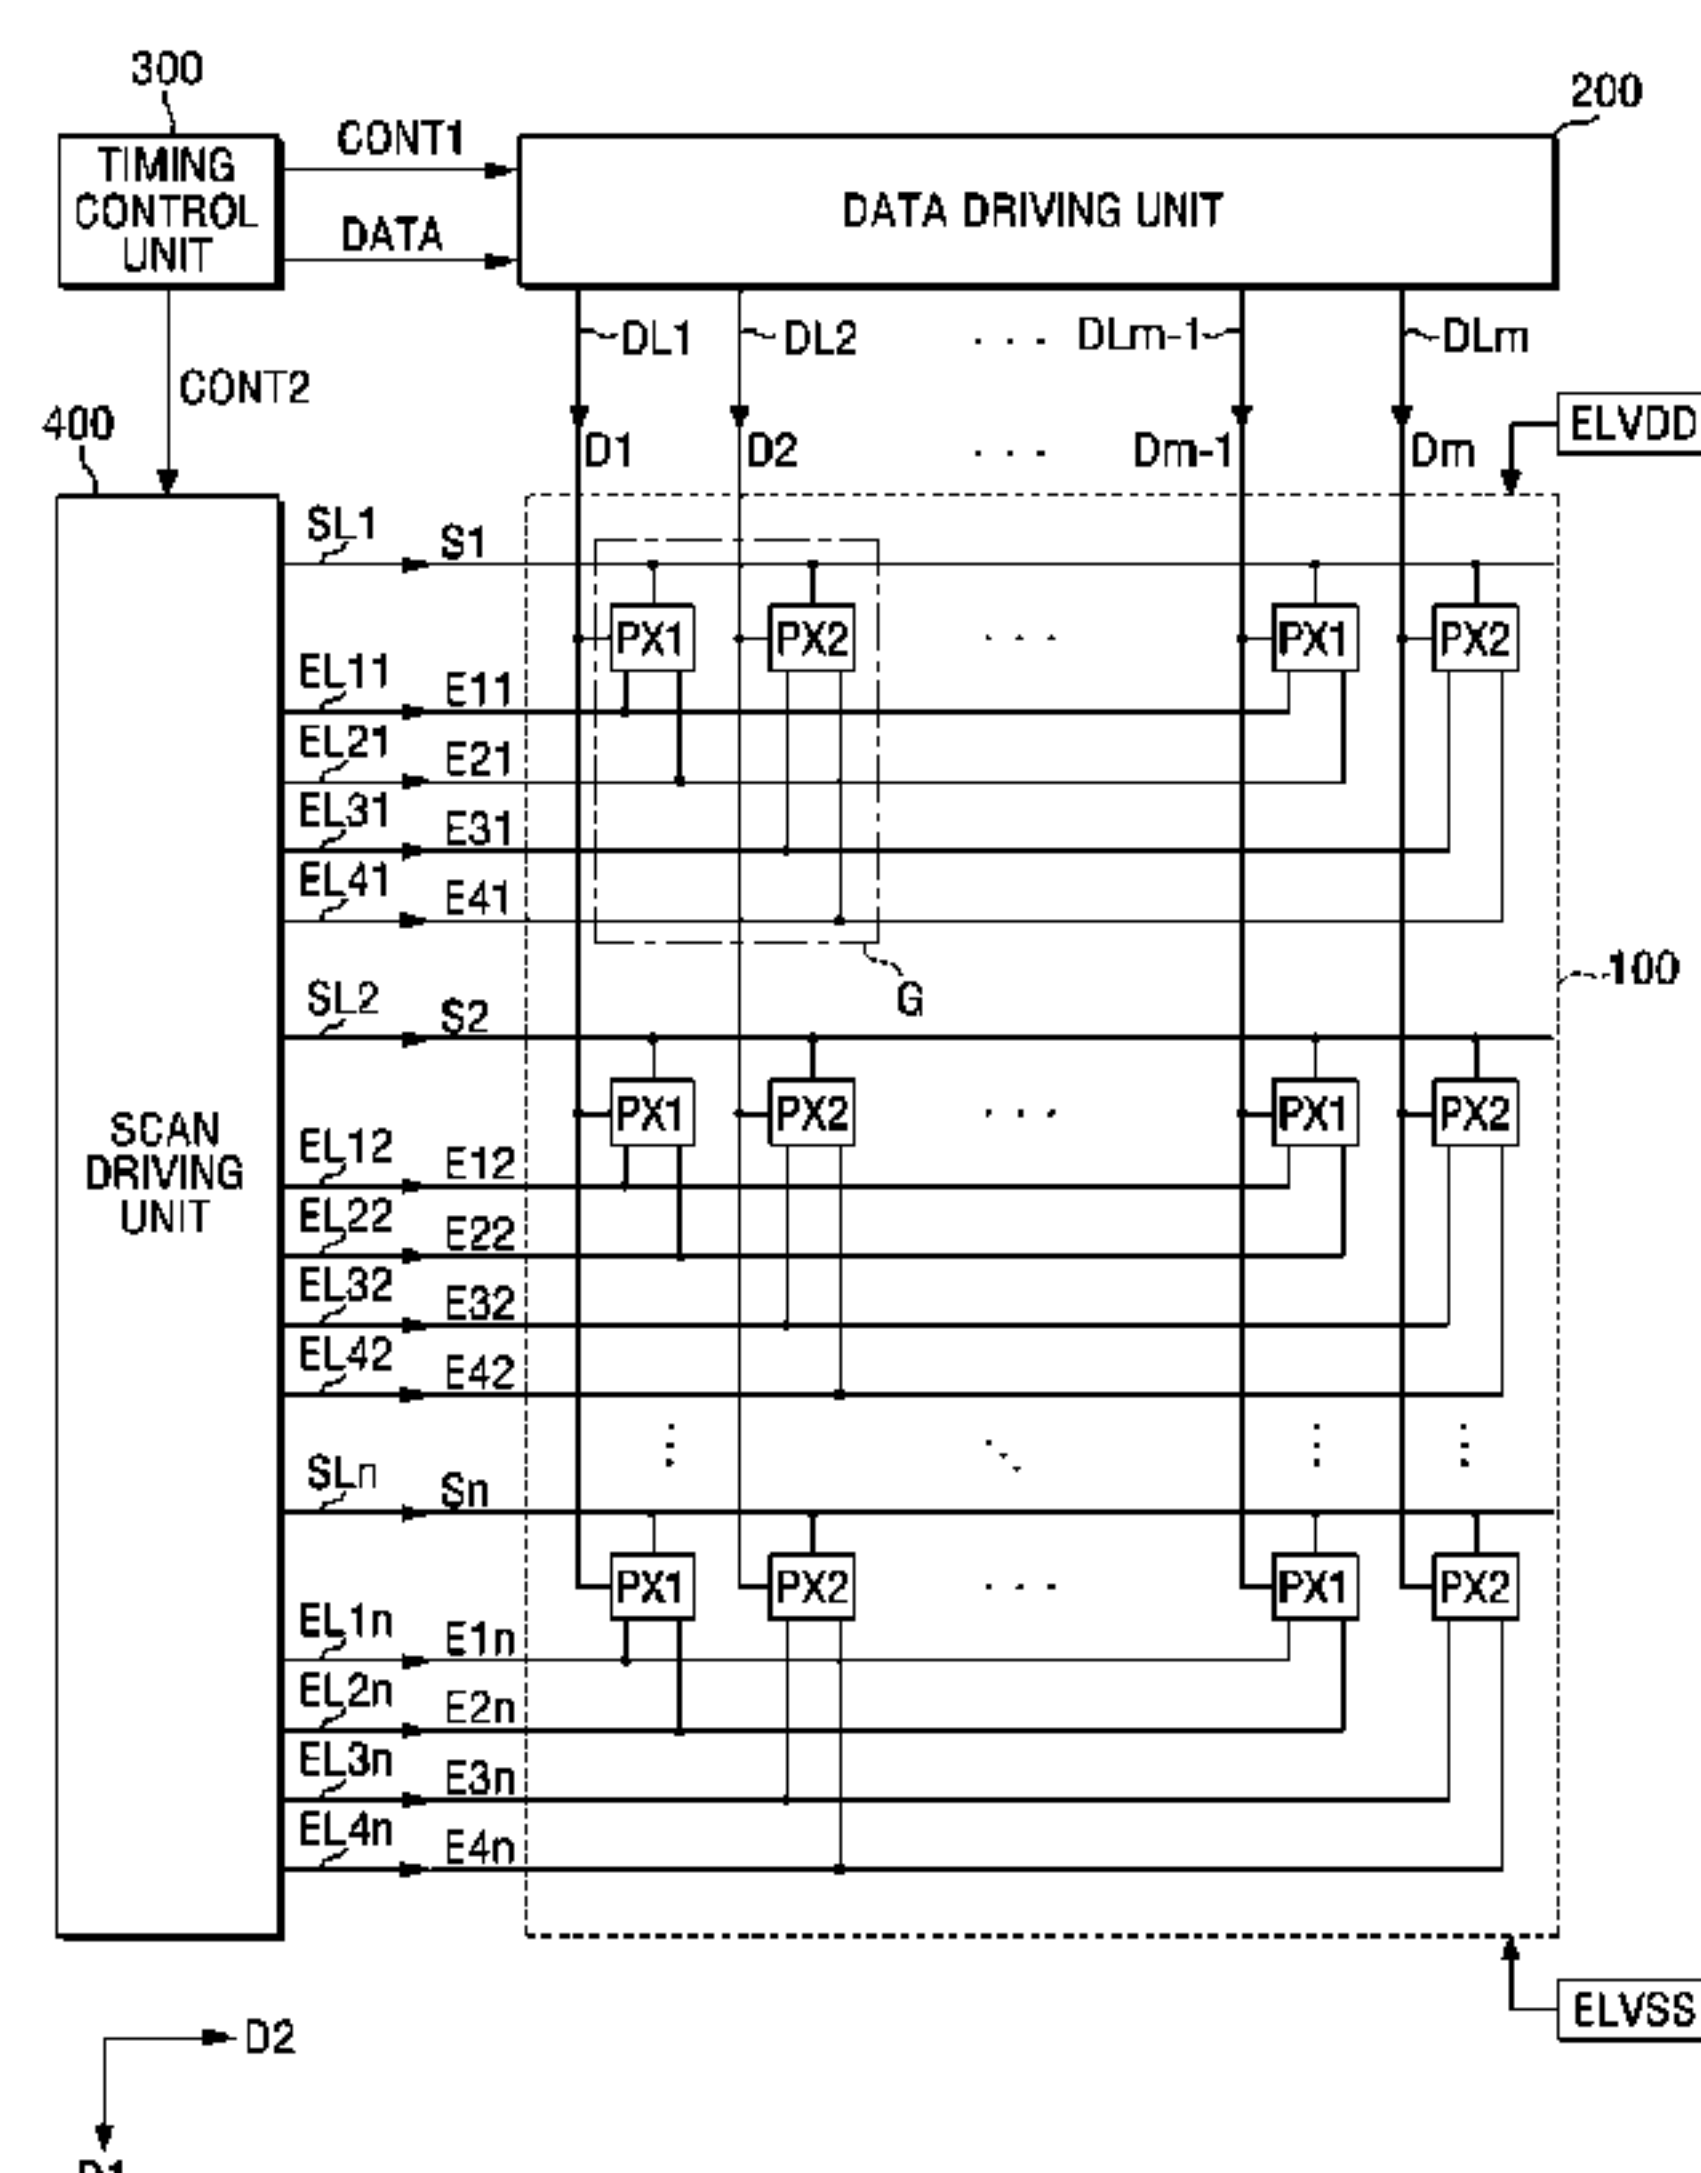 300
200
TIMING
CONTROL
UNIT
CONT1
DATA
DATA DRIVING UNIT
DL1 DL2 . . . DLm-1 DLm
CONT2
400
ELVDD
D1 D2 . . . Dm-1 Dm
SL1 S1
PX1 PX2 . . . PX1 PX2
EL11 E11
EL21 E21
EL31 E31
EL41 E41
100
G
SL2 S2
PX1 PX2 . . . PX1 PX2
SCAN
DRIVING
UNIT
EL12 E12
EL22 E22
EL32 E32
EL42 E42
SLn Sn
PX1 PX2 . . . PX1 PX2
EL1n E1n
EL2n E2n
EL3n E3n
EL4n E4n
ELVSS
D2
D1